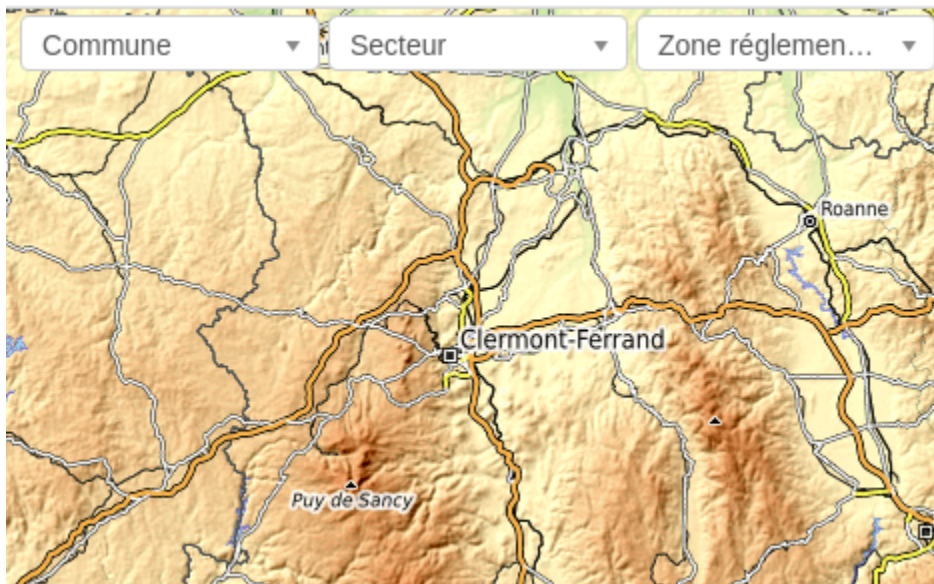 Commune
Secteur
Zone réglemen...
Roanne
Clermont-Ferrand
Puy de Sancy